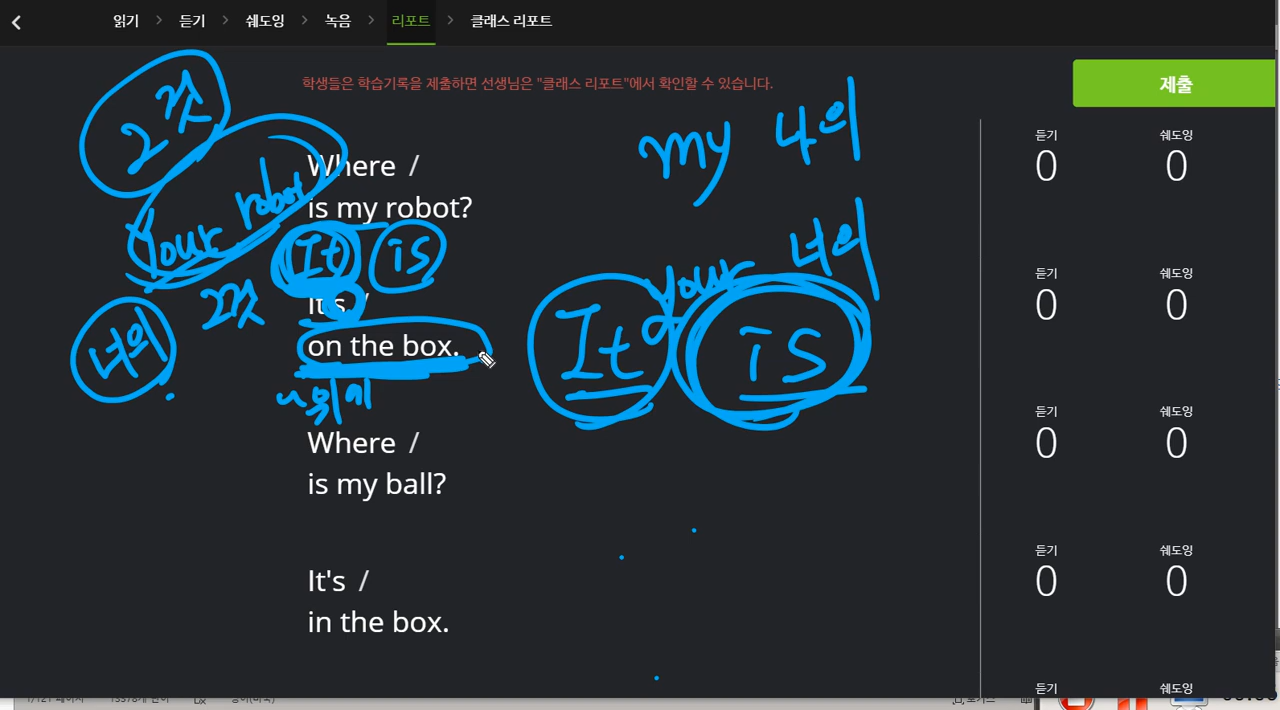 읽기 > 듣기 > 쉐도잉 > 녹음 > 리포트 > 클래스 리포트
학생들은 학습기록을 제출하면 선생님은 "클래스 리포트"에서 확인할 수 있습니다.
제출
2것
my 나의
듣기 쉐도잉
0 0
Where /
is my robot?
your robot
your 너의
It is
It is
듣기 쉐도잉
0 0
It's /
on the box.
2것
너의
~위에
듣기 쉐도잉
0 0
Where /
is my ball?
듣기 쉐도잉
0 0
It's /
in the box.
듣기 쉐도잉